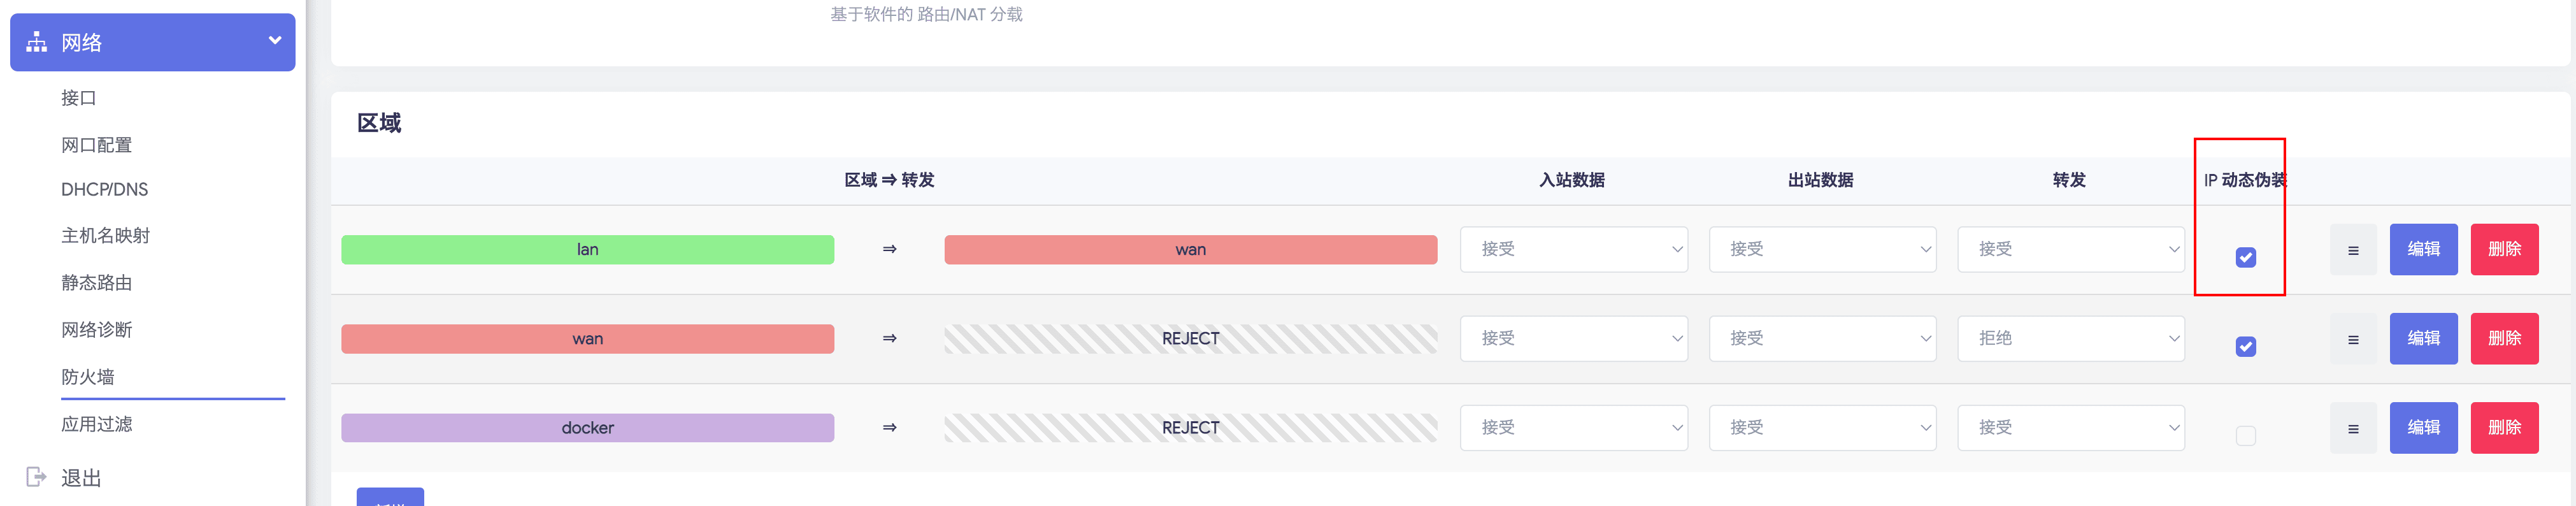 网络
接口
网口配置
DHCP/DNS
主机名映射
静态路由
网络诊断
防火墙
应用过滤
退出
基于软件的 路由/NAT 分载
区域
区域 ⇒ 转发 入站数据 出站数据 转发 IP 动态伪装
lan ⇒ wan 接受 接受 接受 编辑 删除
wan ⇒ REJECT 接受 接受 拒绝 编辑 删除
docker ⇒ REJECT 接受 接受 接受 编辑 删除